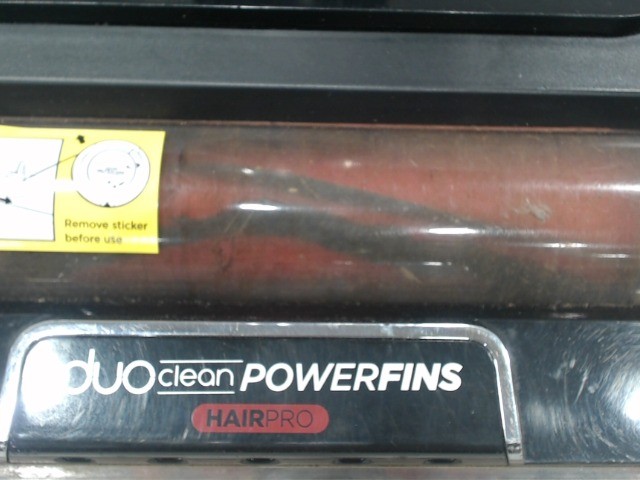 Remove sticker
before use
duoclean POWERFINS
HAIRPRO